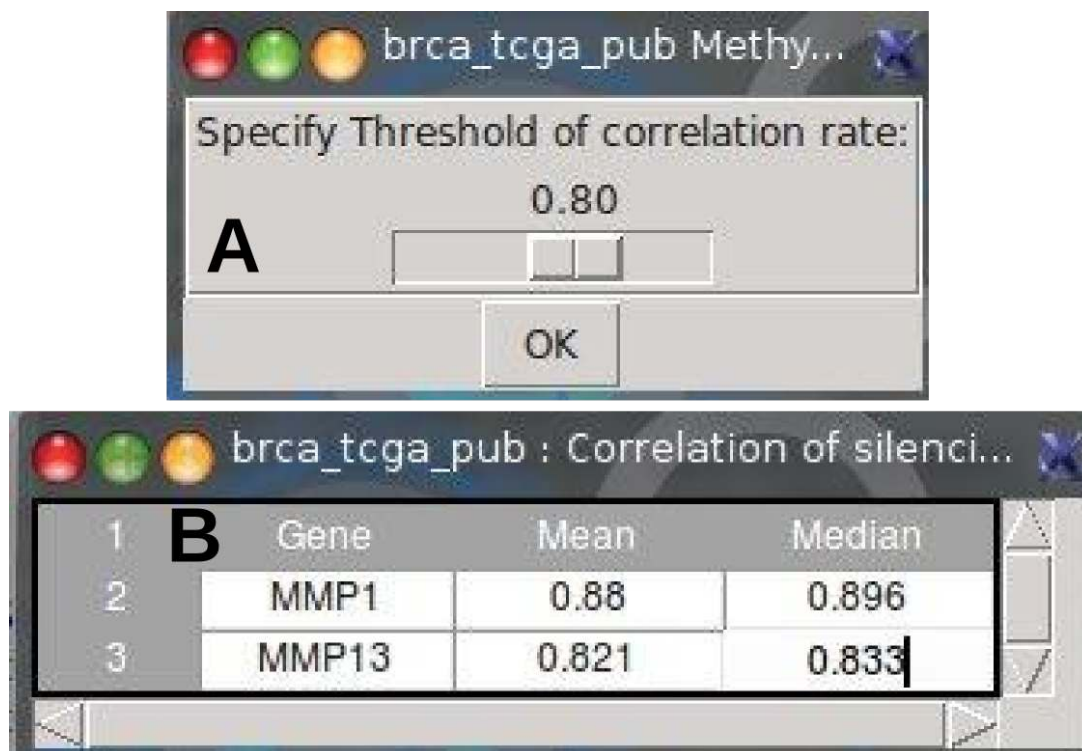 brca_tcga_pub Methy...
Specify Threshold of correlation rate:
0.80
A
OK
brca_tcga_pub : Correlation of silenci...
1 B Gene Mean Median
2 MMP1 0.88 0.896
3 MMP13 0.821 0.833